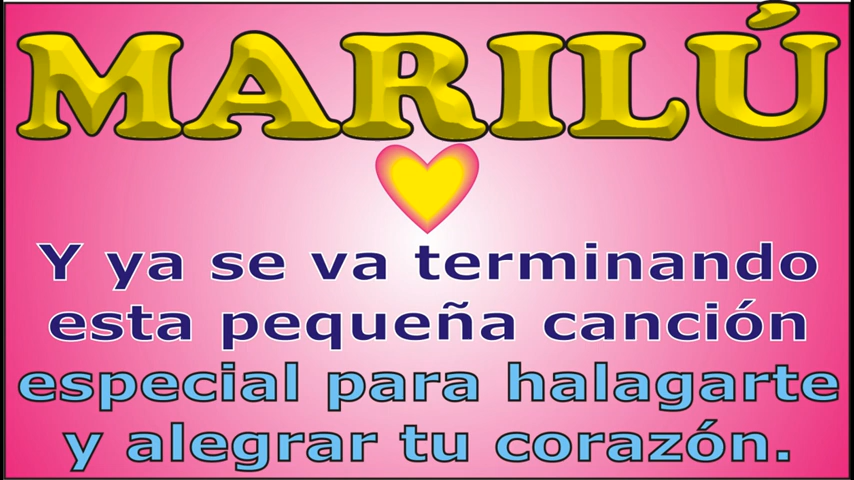 MARILÚ
Y ya se va terminando
esta pequeña canción
especial para halagarte
y alegrar tu corazón.